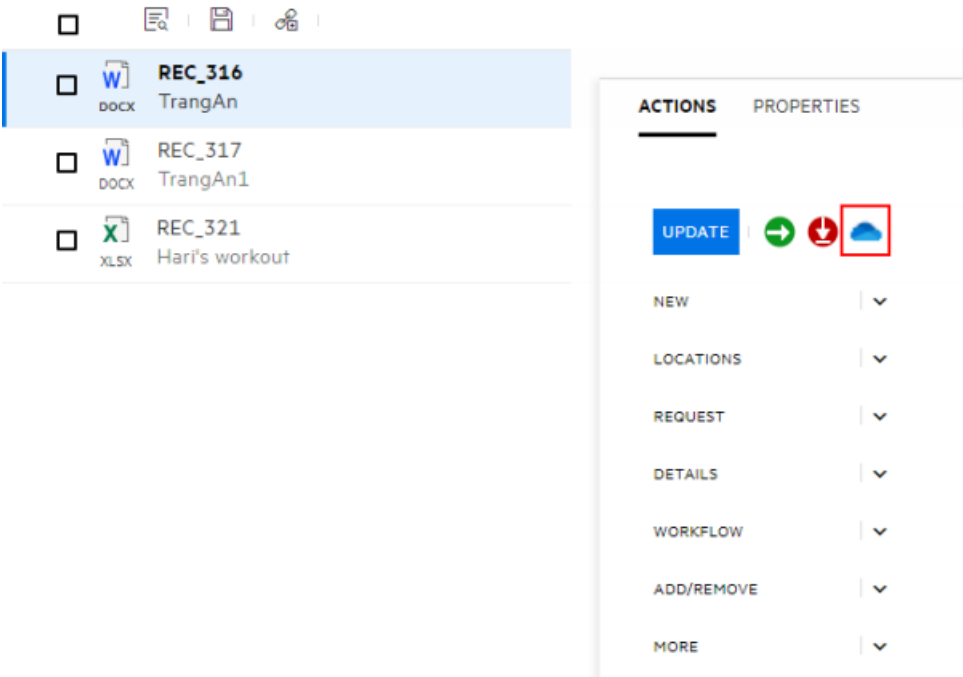 W
DOCX
REC_316
TrangAn
W
DOCX
REC_317
TrangAn1
X
XLSX
REC_321
Hari's workout
ACTIONS PROPERTIES
UPDATE
NEW
LOCATIONS
REQUEST
DETAILS
WORKFLOW
ADD/REMOVE
MORE